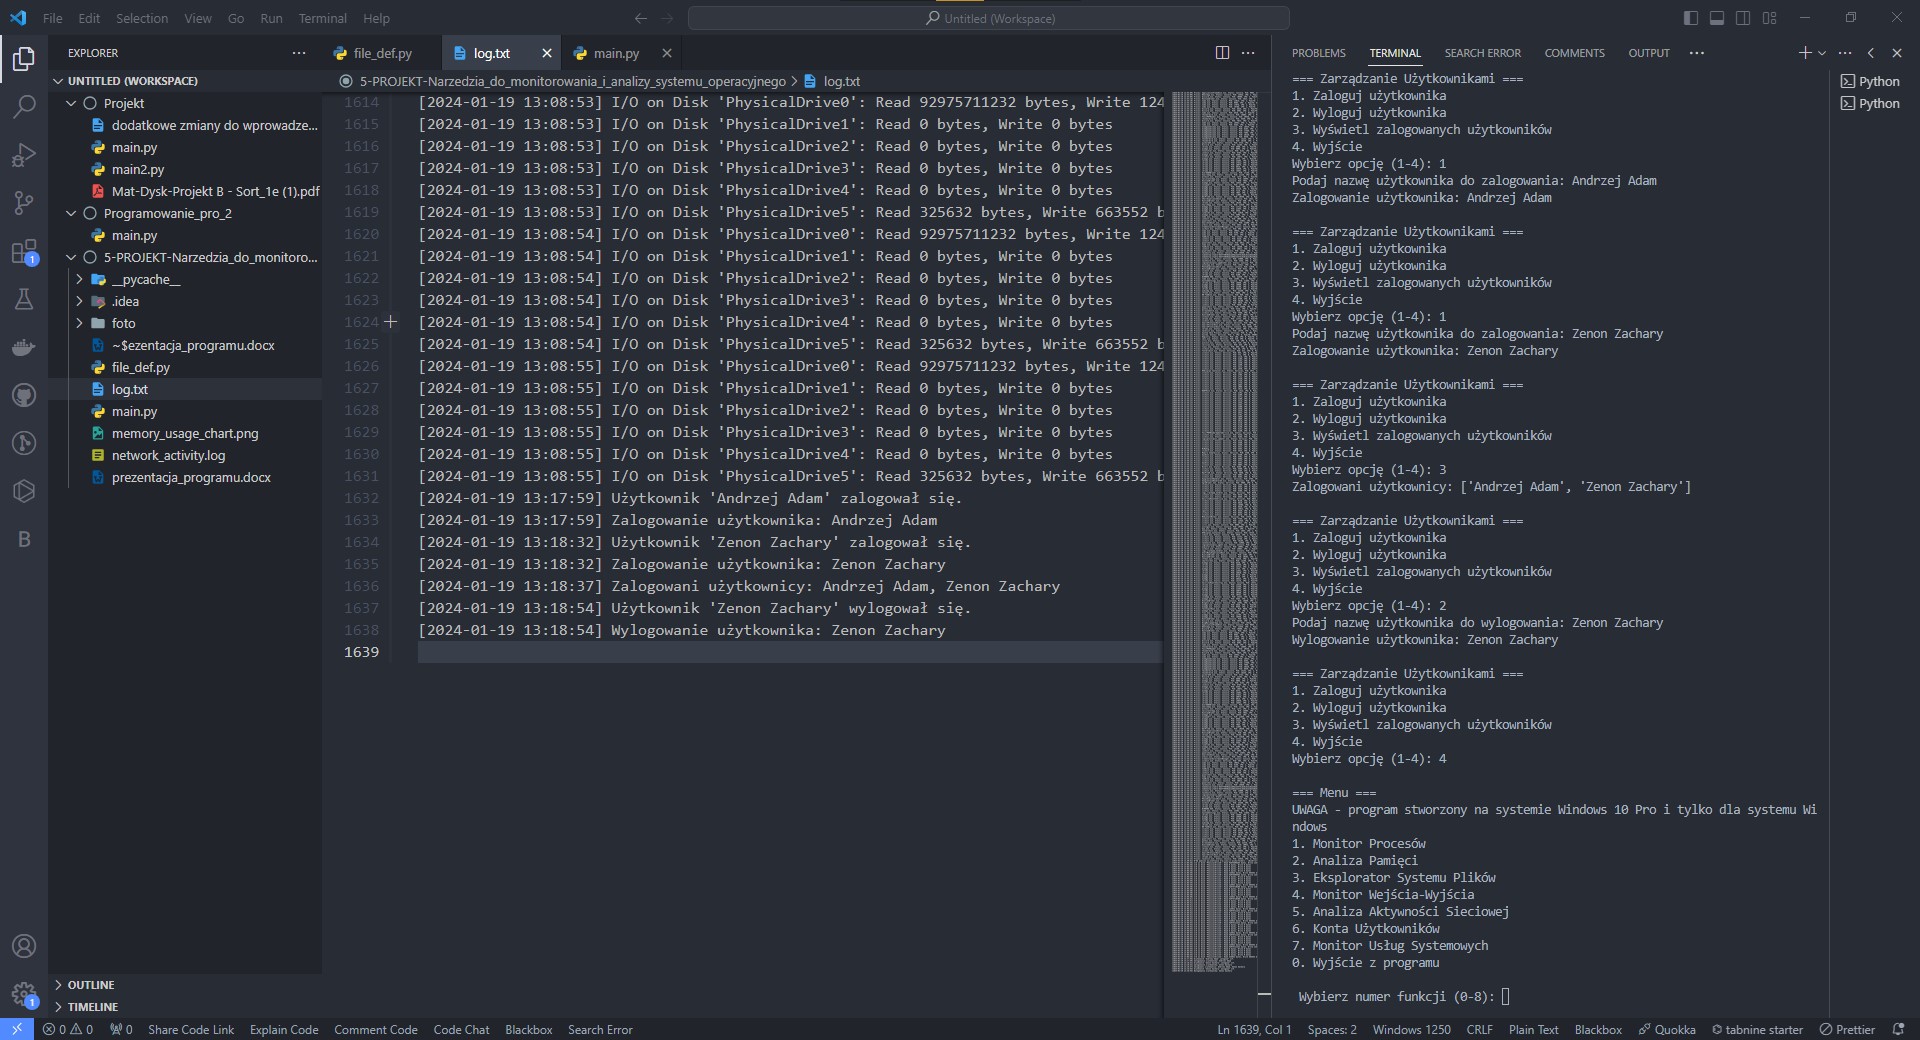 File Edit Selection View Go Run Terminal Help
Untitled (Workspace)
EXPLORER
UNTITLED (WORKSPACE)
Projekt
dodatkowe zmiany do wprowadze...
main.py
main2.py
Mat-Dysk-Projekt B - Sort_1e (1).pdf
Programowanie_pro_2
main.py
5-PROJEKT-Narzedzia_do_monitoro...
__pycache__
.idea
foto
~$ezentacja_programu.docx
file_def.py
log.txt
main.py
memory_usage_chart.png
network_activity.log
prezentacja_programu.docx
OUTLINE
TIMELINE
file_def.py log.txt main.py
5-PROJEKT-Narzedzia_do_monitorowania_i_analizy_systemu_operacyjnego > log.txt
1614 [2024-01-19 13:08:53] I/O on Disk 'PhysicalDrive0': Read 92975711232 bytes, Write 124
1615 [2024-01-19 13:08:53] I/O on Disk 'PhysicalDrive1': Read 0 bytes, Write 0 bytes
1616 [2024-01-19 13:08:53] I/O on Disk 'PhysicalDrive2': Read 0 bytes, Write 0 bytes
1617 [2024-01-19 13:08:53] I/O on Disk 'PhysicalDrive3': Read 0 bytes, Write 0 bytes
1618 [2024-01-19 13:08:53] I/O on Disk 'PhysicalDrive4': Read 0 bytes, Write 0 bytes
1619 [2024-01-19 13:08:53] I/O on Disk 'PhysicalDrive5': Read 325632 bytes, Write 663552 b
1620 [2024-01-19 13:08:54] I/O on Disk 'PhysicalDrive0': Read 92975711232 bytes, Write 124
1621 [2024-01-19 13:08:54] I/O on Disk 'PhysicalDrive1': Read 0 bytes, Write 0 bytes
1622 [2024-01-19 13:08:54] I/O on Disk 'PhysicalDrive2': Read 0 bytes, Write 0 bytes
1623 [2024-01-19 13:08:54] I/O on Disk 'PhysicalDrive3': Read 0 bytes, Write 0 bytes
1624 [2024-01-19 13:08:54] I/O on Disk 'PhysicalDrive4': Read 0 bytes, Write 0 bytes
1625 [2024-01-19 13:08:54] I/O on Disk 'PhysicalDrive5': Read 325632 bytes, Write 663552 b
1626 [2024-01-19 13:08:55] I/O on Disk 'PhysicalDrive0': Read 92975711232 bytes, Write 124
1627 [2024-01-19 13:08:55] I/O on Disk 'PhysicalDrive1': Read 0 bytes, Write 0 bytes
1628 [2024-01-19 13:08:55] I/O on Disk 'PhysicalDrive2': Read 0 bytes, Write 0 bytes
1629 [2024-01-19 13:08:55] I/O on Disk 'PhysicalDrive3': Read 0 bytes, Write 0 bytes
1630 [2024-01-19 13:08:55] I/O on Disk 'PhysicalDrive4': Read 0 bytes, Write 0 bytes
1631 [2024-01-19 13:08:55] I/O on Disk 'PhysicalDrive5': Read 325632 bytes, Write 663552 b
1632 [2024-01-19 13:17:59] Użytkownik 'Andrzej Adam' zalogował się.
1633 [2024-01-19 13:17:59] Zalogowanie użytkownika: Andrzej Adam
1634 [2024-01-19 13:18:32] Użytkownik 'Zenon Zachary' zalogował się.
1635 [2024-01-19 13:18:32] Zalogowanie użytkownika: Zenon Zachary
1636 [2024-01-19 13:18:37] Zalogowani użytkownicy: Andrzej Adam, Zenon Zachary
1637 [2024-01-19 13:18:54] Użytkownik 'Zenon Zachary' wylogował się.
1638 [2024-01-19 13:18:54] Wylogowanie użytkownika: Zenon Zachary
1639
PROBLEMS TERMINAL SEARCH ERROR COMMENTS OUTPUT
Python
Python
=== Zarządzanie Użytkownikami ===
1. Zaloguj użytkownika
2. Wyloguj użytkownika
3. Wyświetl zalogowanych użytkowników
4. Wyjście
Wybierz opcję (1-4): 1
Podaj nazwę użytkownika do zalogowania: Andrzej Adam
Zalogowanie użytkownika: Andrzej Adam
=== Zarządzanie Użytkownikami ===
1. Zaloguj użytkownika
2. Wyloguj użytkownika
3. Wyświetl zalogowanych użytkowników
4. Wyjście
Wybierz opcję (1-4): 1
Podaj nazwę użytkownika do zalogowania: Zenon Zachary
Zalogowanie użytkownika: Zenon Zachary
=== Zarządzanie Użytkownikami ===
1. Zaloguj użytkownika
2. Wyloguj użytkownika
3. Wyświetl zalogowanych użytkowników
4. Wyjście
Wybierz opcję (1-4): 3
Zalogowani użytkownicy: ['Andrzej Adam', 'Zenon Zachary']
=== Zarządzanie Użytkownikami ===
1. Zaloguj użytkownika
2. Wyloguj użytkownika
3. Wyświetl zalogowanych użytkowników
4. Wyjście
Wybierz opcję (1-4): 2
Podaj nazwę użytkownika do wylogowania: Zenon Zachary
Wylogowanie użytkownika: Zenon Zachary
=== Zarządzanie Użytkownikami ===
1. Zaloguj użytkownika
2. Wyloguj użytkownika
3. Wyświetl zalogowanych użytkowników
4. Wyjście
Wybierz opcję (1-4): 4
=== Menu ===
UWAGA - program stworzony na systemie Windows 10 Pro i tylko dla systemu Wi
ndows
1. Monitor Procesów
2. Analiza Pamięci
3. Eksplorator Systemu Plików
4. Monitor Wejścia-Wyjścia
5. Analiza Aktywności Sieciowej
6. Konta Użytkowników
7. Monitor Usług Systemowych
0. Wyjście z programu
Wybierz numer funkcji (0-8):
0 0 0 Share Code Link Explain Code Comment Code Code Chat Blackbox Search Error
Ln 1639, Col 1 Spaces: 2 Windows 1250 CRLF Plain Text Blackbox Quokka tabnine starter Prettier